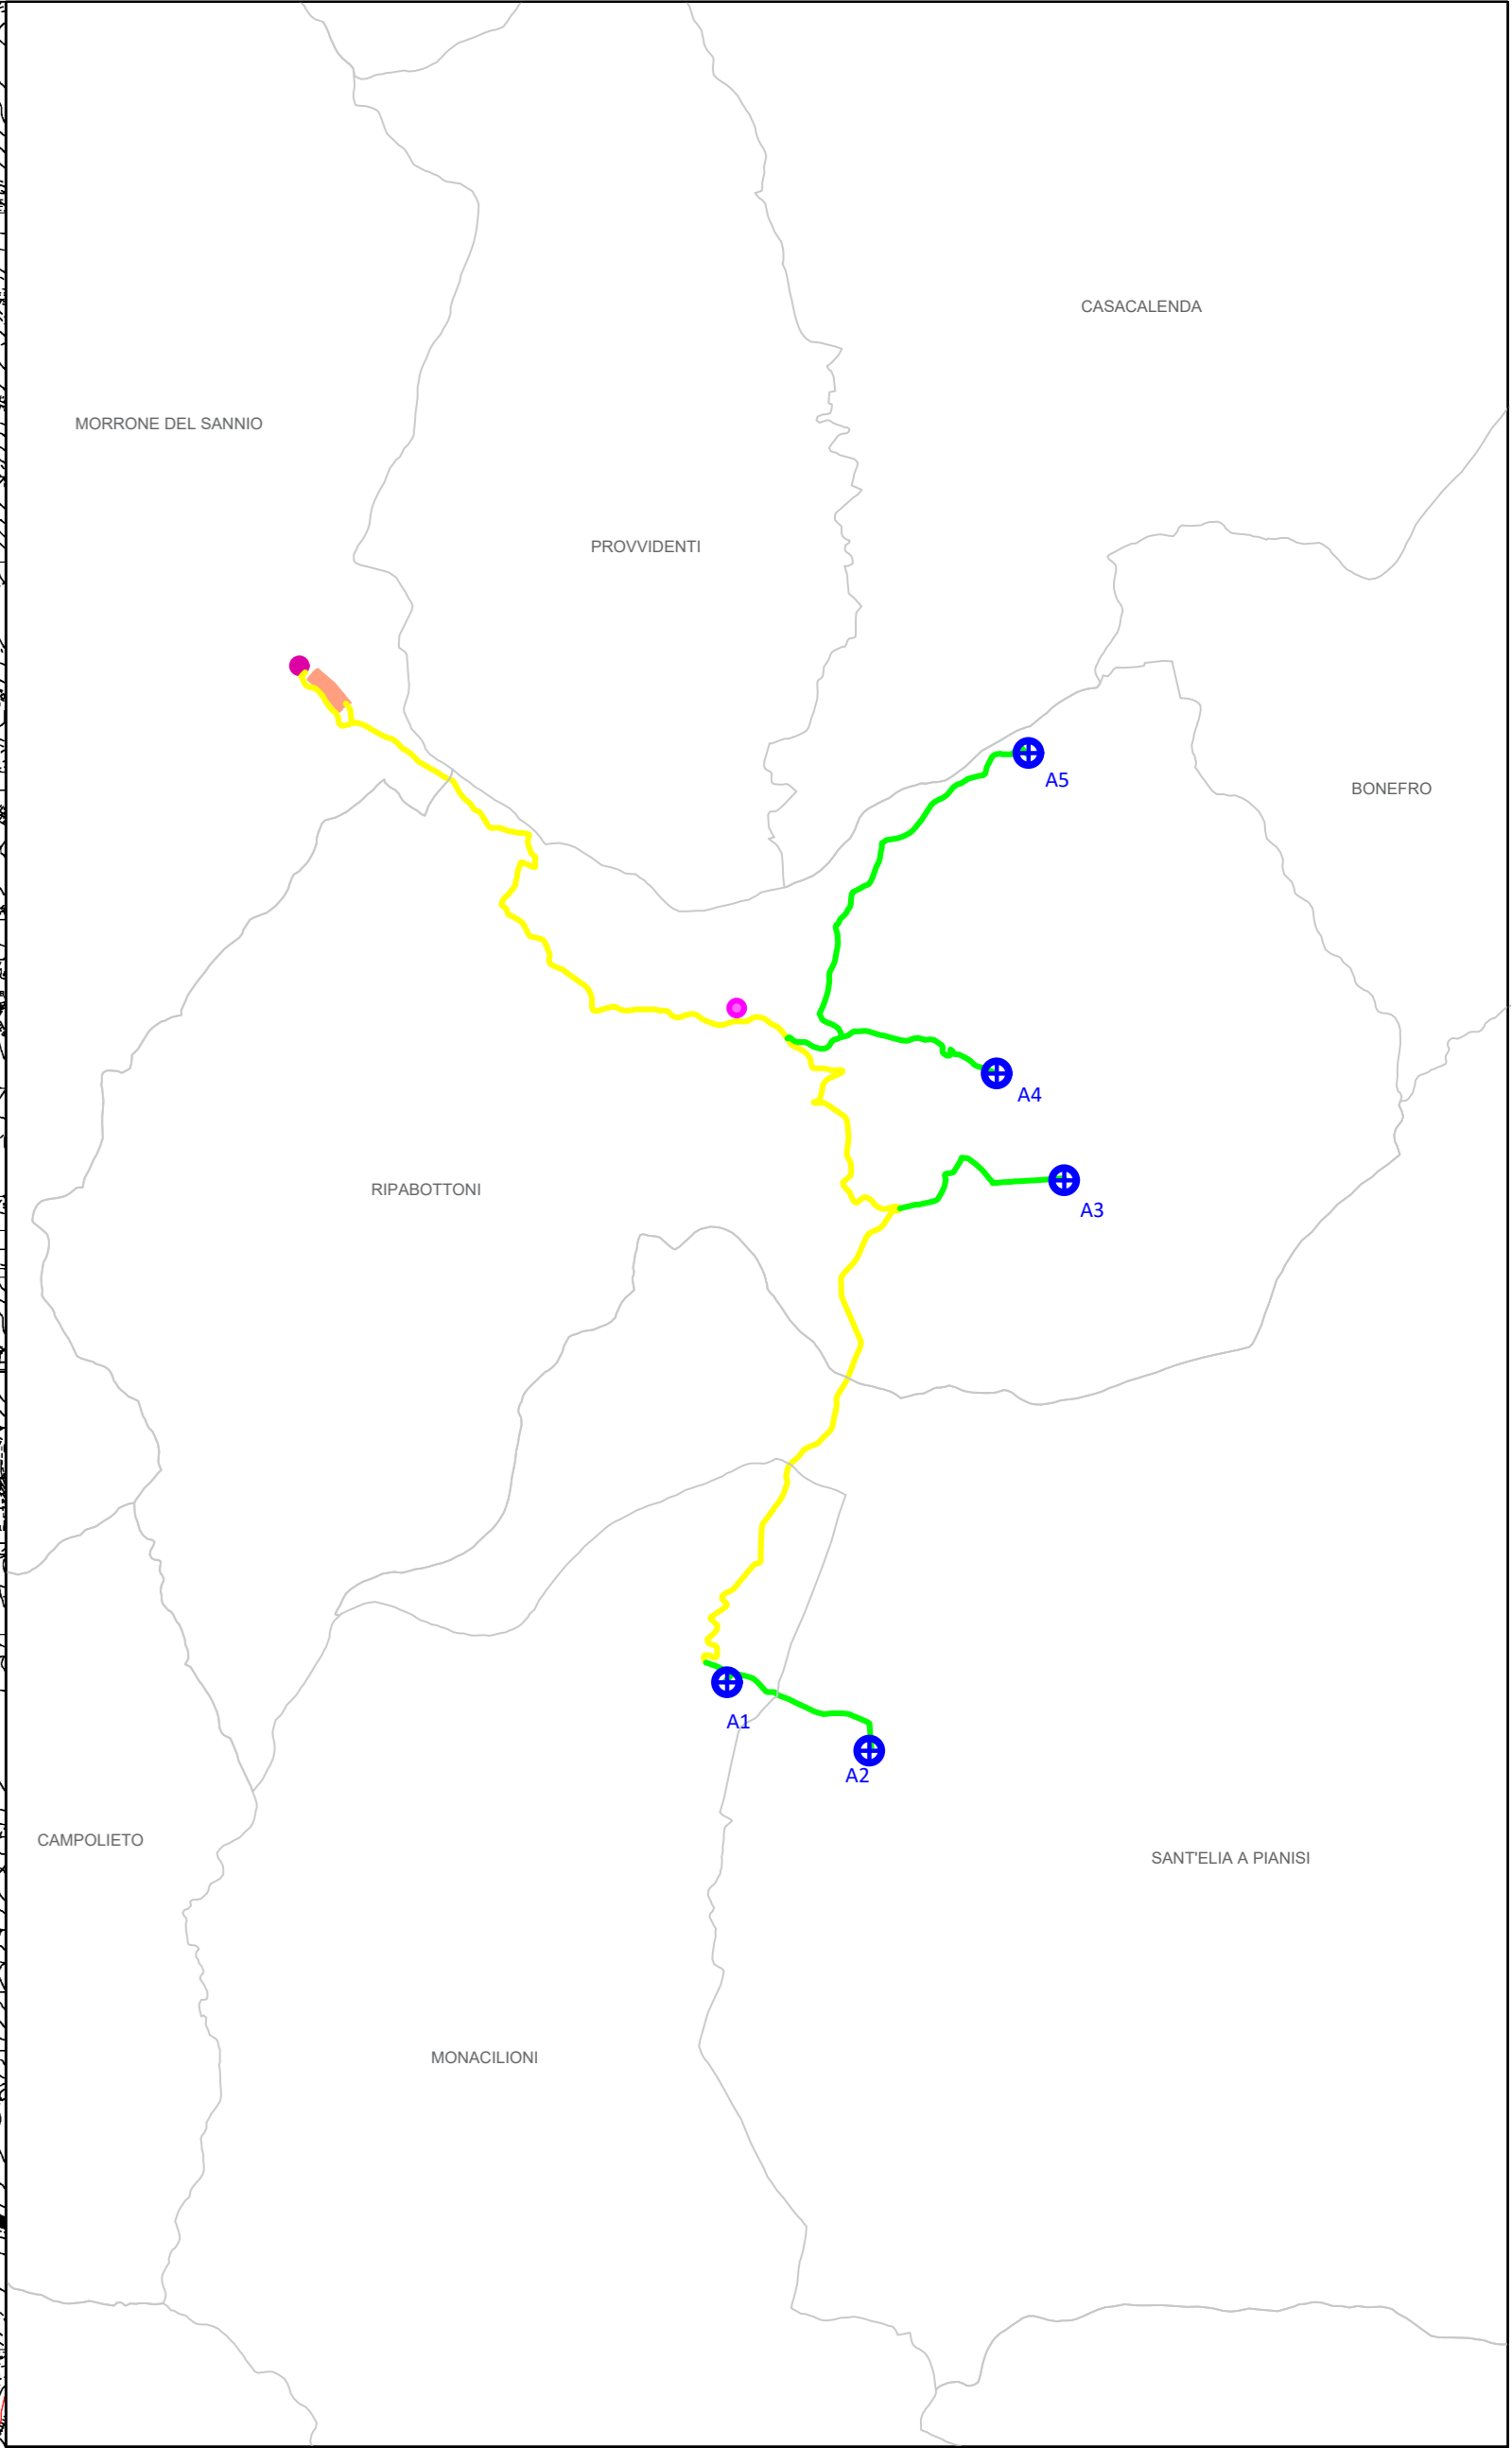 CASACALENDA
MORRONE DEL SANNIO
PROVVIDENTI
A5
BONEFRO
A4
RIPABOTTONI
A3
A1
A2
CAMPOLIETO
SANT'ELIA A PIANISI
MONACILIONI